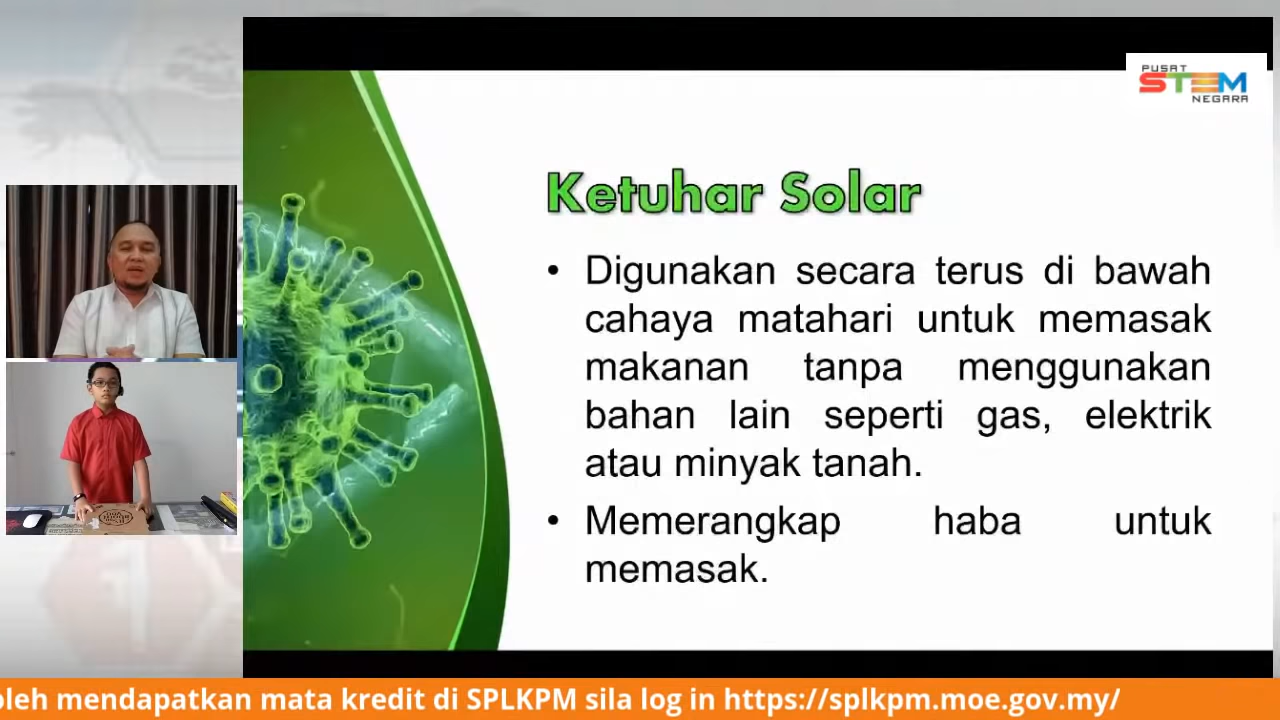 PUSAT
STEM
NEGARA
Ketuhar Solar
• Digunakan secara terus di bawah
cahaya matahari untuk memasak
makanan tanpa menggunakan
bahan lain seperti gas, elektrik
atau minyak tanah.
• Memerangkap haba untuk
memasak.
oleh mendapatkan mata kredit di SPLKPM sila log in https://splkpm.moe.gov.my/